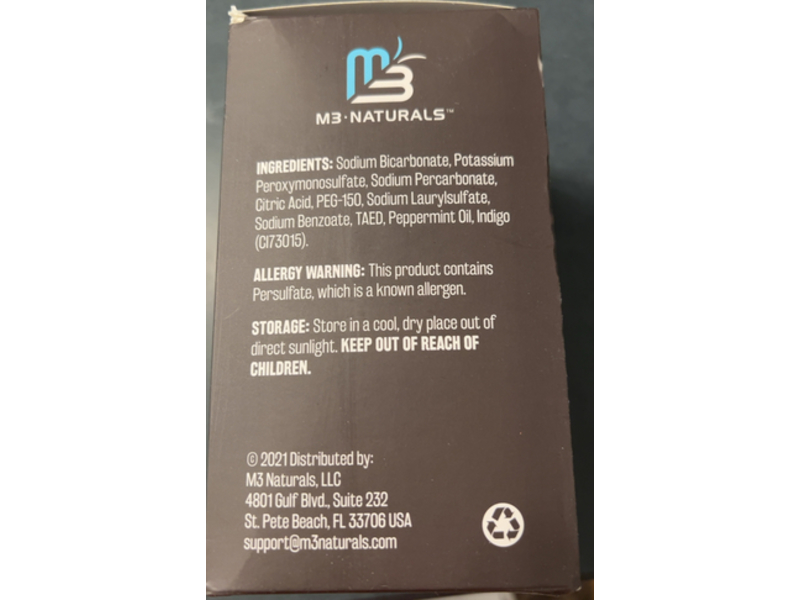 M3
M3·NATURALS™
INGREDIENTS: Sodium Bicarbonate, Potassium
Peroxymonosulfate, Sodium Percarbonate,
Citric Acid, PEG-150, Sodium Laurylsulfate,
Sodium Benzoate, TAED, Peppermint Oil, Indigo
(CI73015).
ALLERGY WARNING: This product contains
Persulfate, which is a known allergen.
STORAGE: Store in a cool, dry place out of
direct sunlight. KEEP OUT OF REACH OF
CHILDREN.
© 2021 Distributed by:
M3 Naturals, LLC
4801 Gulf Blvd., Suite 232
St. Pete Beach, FL 33706 USA
support@m3naturals.com